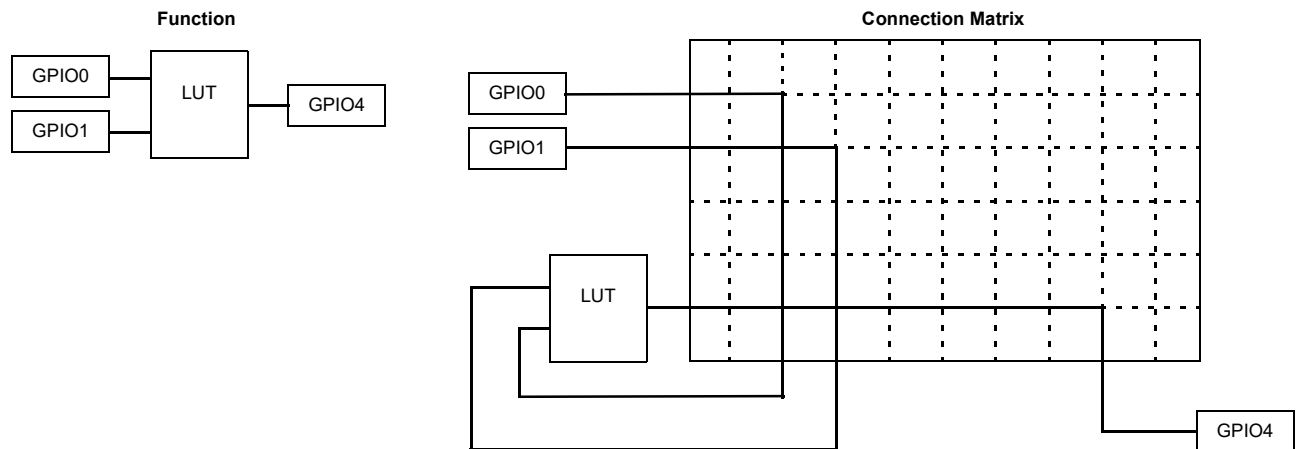 Function
GPIO0
GPIO1
LUT
GPIO4
Connection Matrix
GPIO0
GPIO1
LUT
GPIO4